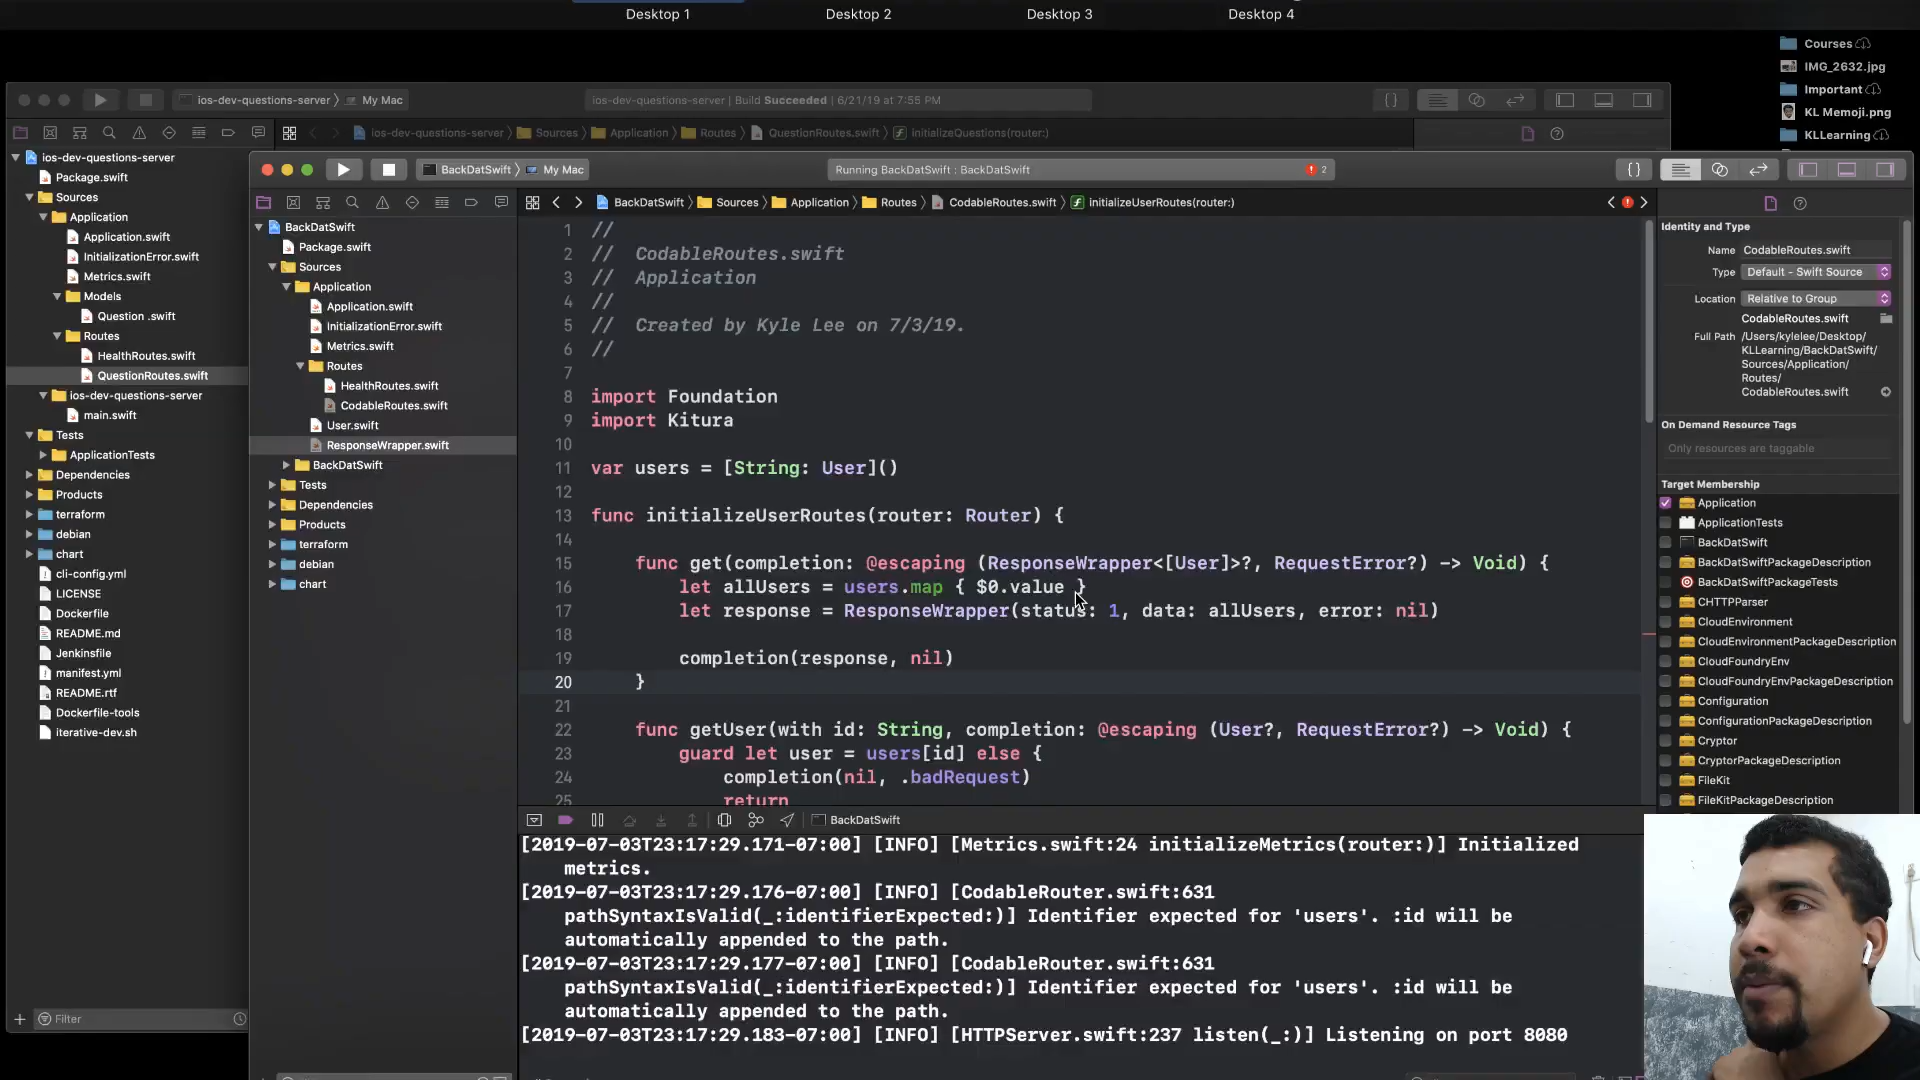 Desktop 1
Desktop 2
Desktop 3
Desktop 4
Courses
IMG_2632.jpg
Important
KL Memoji.png
KLLearning
ios-dev-questions-server
My Mac
ios-dev-questions-server | Build Succeeded | 6/21/19 at 7:55 PM
ios-dev-questions-server
Sources
Application
Routes
QuestionRoutes.swift
initializeQuestions(router:)
ios-dev-questions-server
Package.swift
Sources
Application
Application.swift
InitializationError.swift
Metrics.swift
Models
Question .swift
Routes
HealthRoutes.swift
QuestionRoutes.swift
ios-dev-questions-server
main.swift
Tests
ApplicationTests
Dependencies
Products
terraform
debian
chart
cli-config.yml
LICENSE
Dockerfile
README.md
Jenkinsfile
manifest.yml
README.rtf
Dockerfile-tools
iterative-dev.sh
Filter
BackDatSwift
My Mac
Running BackDatSwift : BackDatSwift
2
BackDatSwift
Sources
Application
Routes
CodableRoutes.swift
initializeUserRoutes(router:)
BackDatSwift
Package.swift
Sources
Application
Application.swift
InitializationError.swift
Metrics.swift
Routes
HealthRoutes.swift
CodableRoutes.swift
User.swift
ResponseWrapper.swift
BackDatSwift
Tests
Dependencies
Products
terraform
debian
chart
1 //
2 // CodableRoutes.swift
3 // Application
4 //
5 // Created by Kyle Lee on 7/3/19.
6 //
7
8 import Foundation
9 import Kitura
10
11 var users = [String: User]()
12
13 func initializeUserRoutes(router: Router) {
14
15 func get(completion: @escaping (ResponseWrapper<[User]>?, RequestError?) -> Void) {
16 let allUsers = users.map { $0.value }
17 let response = ResponseWrapper(status: 1, data: allUsers, error: nil)
18
19 completion(response, nil)
20 }
21
22 func getUser(with id: String, completion: @escaping (User?, RequestError?) -> Void) {
23 guard let user = users[id] else {
24 completion(nil, .badRequest)
25 return
BackDatSwift
[2019-07-03T23:17:29.171-07:00] [INFO] [Metrics.swift:24 initializeMetrics(router:)] Initialized
metrics.
[2019-07-03T23:17:29.176-07:00] [INFO] [CodableRouter.swift:631
pathSyntaxIsValid(_:identifierExpected:)] Identifier expected for 'users'. :id will be
automatically appended to the path.
[2019-07-03T23:17:29.177-07:00] [INFO] [CodableRouter.swift:631
pathSyntaxIsValid(_:identifierExpected:)] Identifier expected for 'users'. :id will be
automatically appended to the path.
[2019-07-03T23:17:29.183-07:00] [INFO] [HTTPServer.swift:237 listen(_:)] Listening on port 8080
Identity and Type
Name CodableRoutes.swift
Type Default - Swift Source
Location Relative to Group
CodableRoutes.swift
Full Path /Users/kylelee/Desktop/
KLLearning/BackDatSwift/
Sources/Application/
Routes/
CodableRoutes.swift
On Demand Resource Tags
Only resources are taggable
Target Membership
Application
ApplicationTests
BackDatSwift
BackDatSwiftPackageDescription
BackDatSwiftPackageTests
CHTTPParser
CloudEnvironment
CloudEnvironmentPackageDescription
CloudFoundryEnv
CloudFoundryEnvPackageDescription
Configuration
ConfigurationPackageDescription
Cryptor
CryptorPackageDescription
FileKit
FileKitPackageDescription